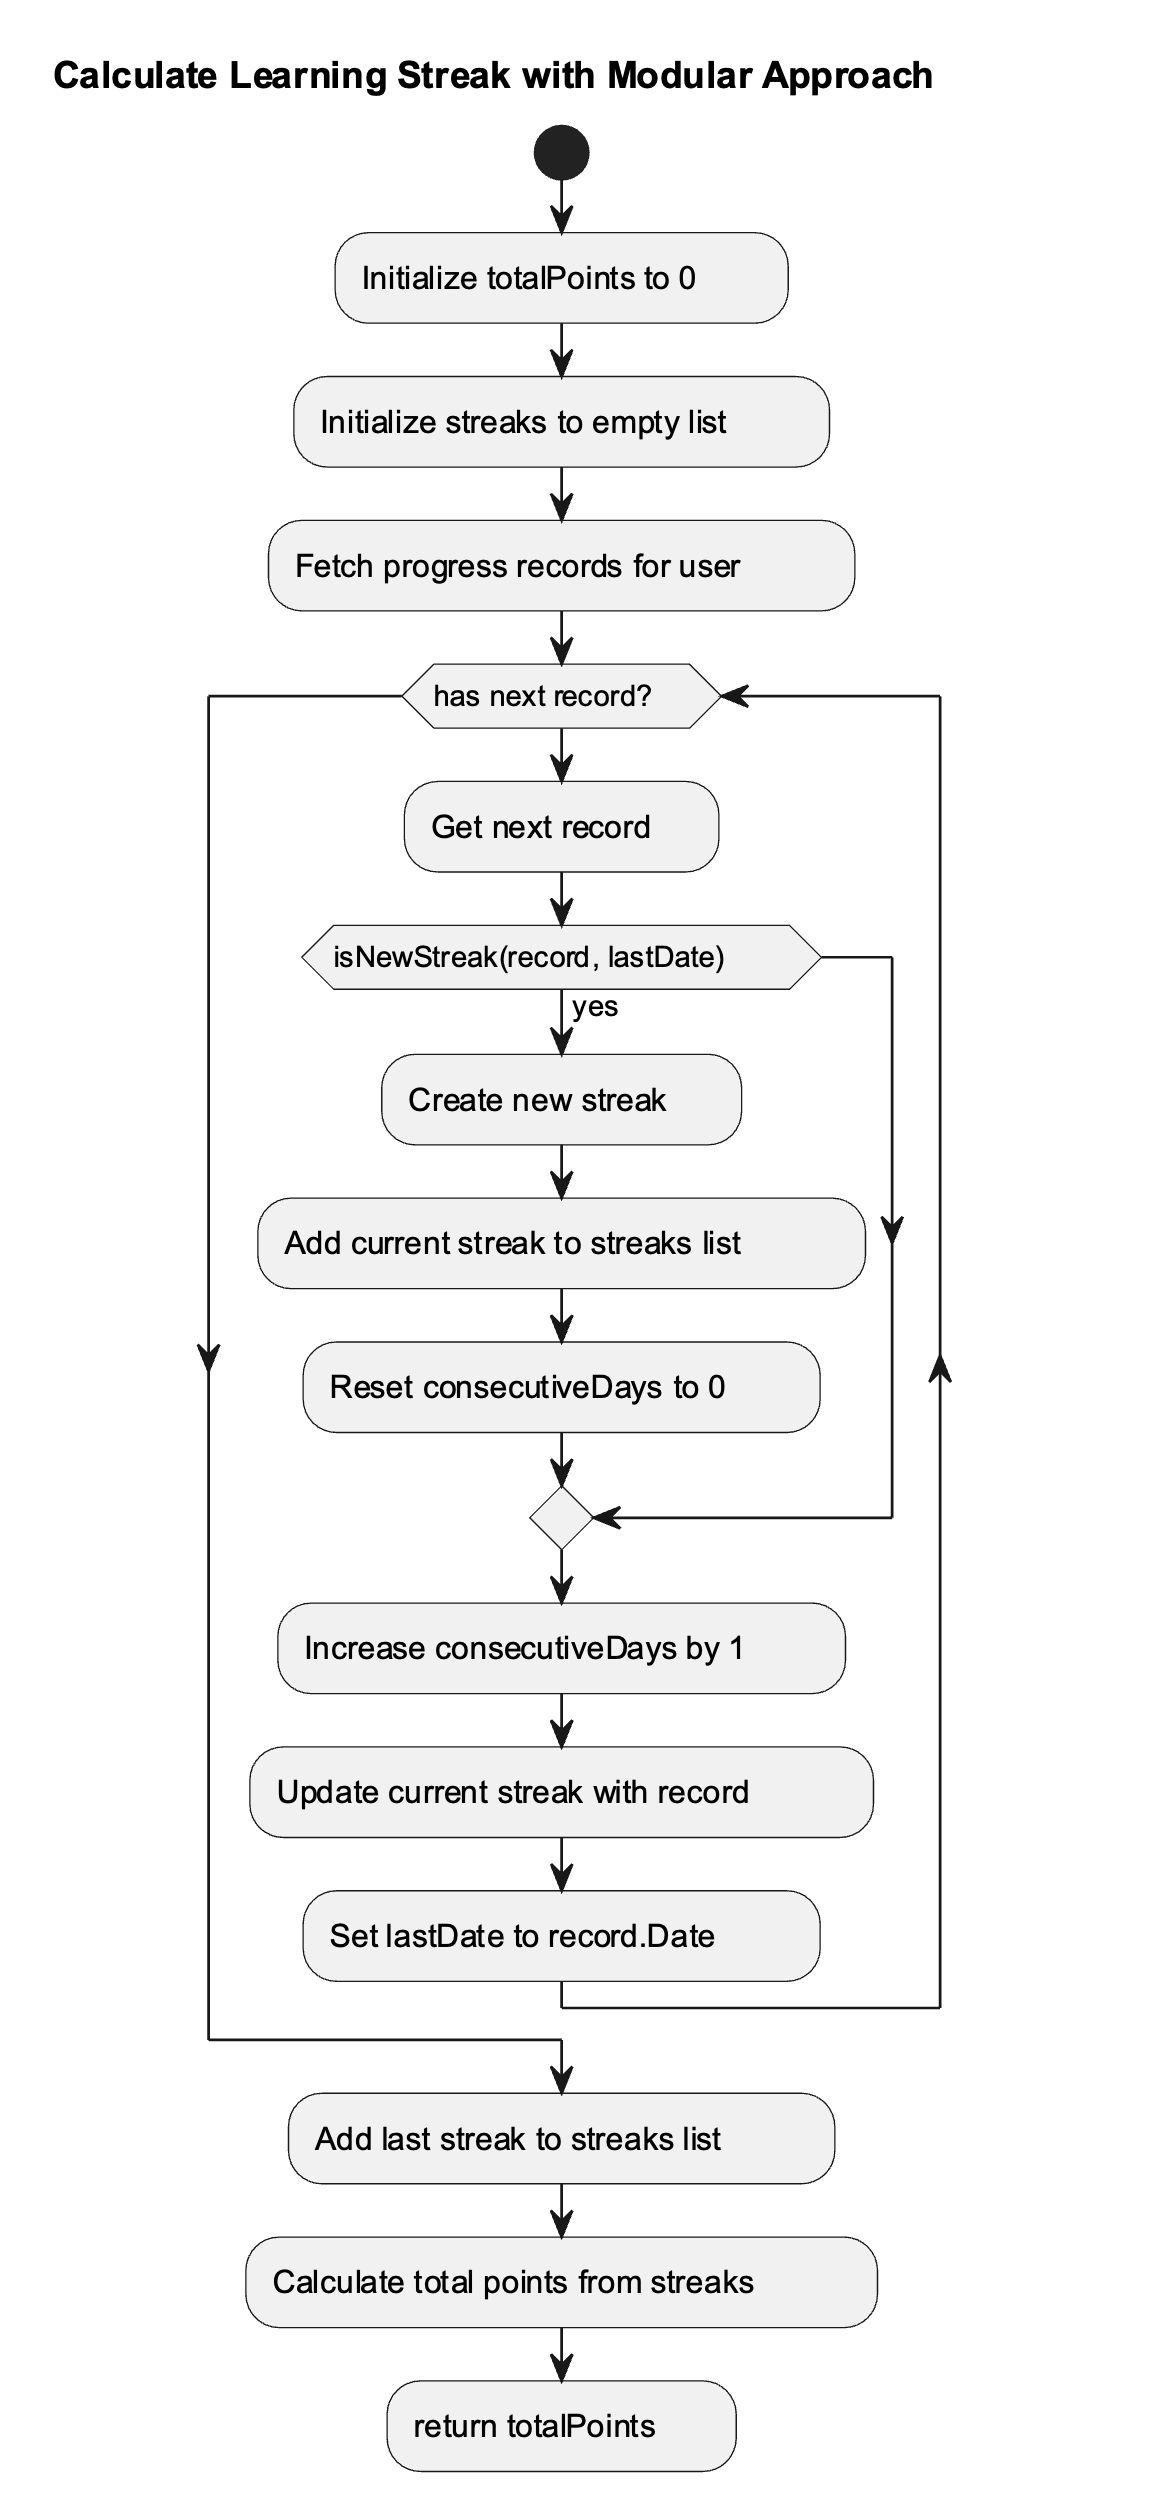 Calculate Learning Streak with Modular Approach
Initialize totalPoints to 0
Initialize streaks to empty list
Fetch progress records for user
has next record?
Get next record
isNewStreak(record, lastDate)
yes
Create new streak
Add current streak to streaks list
Reset consecutiveDays to 0
Increase consecutiveDays by 1
Update current streak with record
Set lastDate to record.Date
Add last streak to streaks list
Calculate total points from streaks
return totalPoints